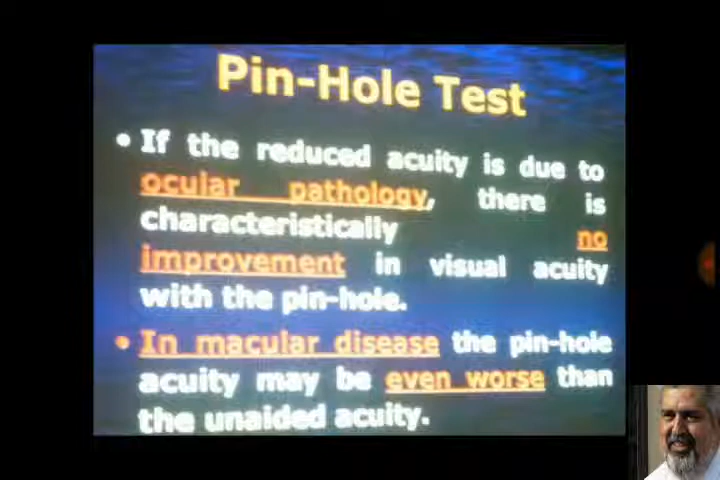 Pin-Hole Test
• If the reduced acuity is due to
ocular pathology, there is
characteristically no
improvement in visual acuity
with the pin-hole.
• In macular disease the pin-hole
acuity may be even worse than
the unaided acuity.